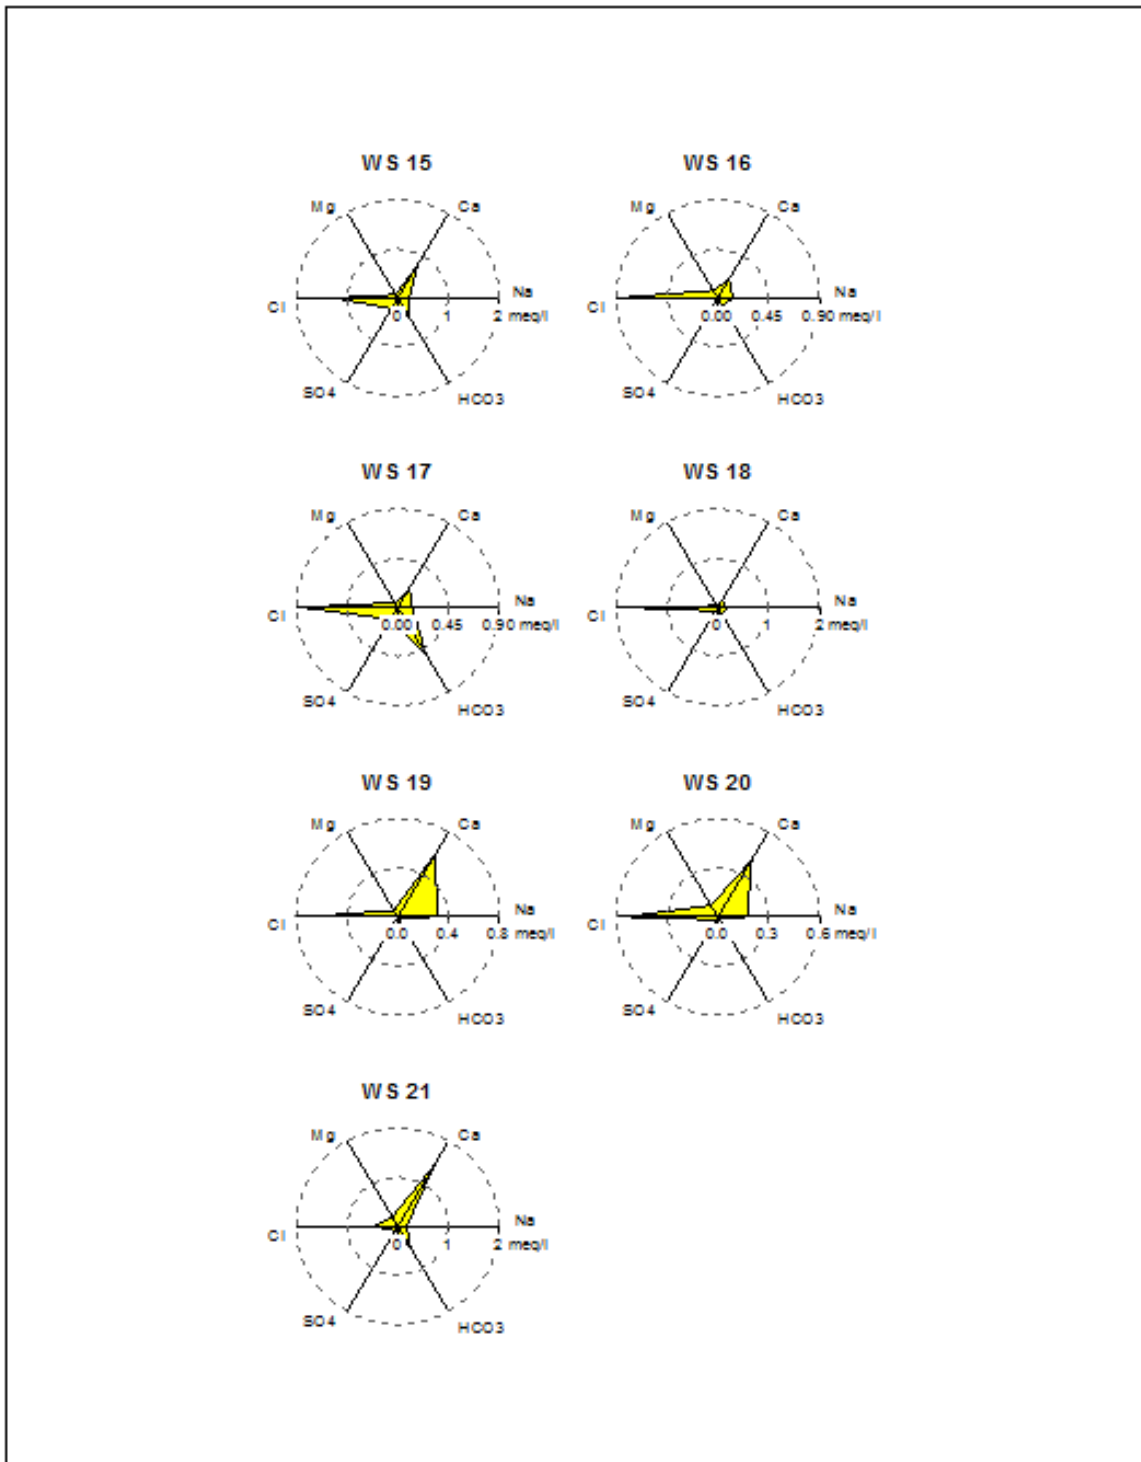 WS 15 WS 16
Mg Ca Mg Ca
Cl Na Cl Na
0 1 2 meq/l 0.00 0.45 0.90 meq/l
SO4 HCO3 SO4 HCO3
WS 17 WS 18
Mg Ca Mg Ca
Cl Na Cl Na
0.00 0.45 0.90 meq/l 0 1 2 meq/l
SO4 HCO3 SO4 HCO3
WS 19 WS 20
Mg Ca Mg Ca
Cl Na Cl Na
0.0 0.4 0.8 meq/l 0.0 0.3 0.6 meq/l
SO4 HCO3 SO4 HCO3
WS 21
Mg Ca
Cl Na
0 1 2 meq/l
SO4 HCO3